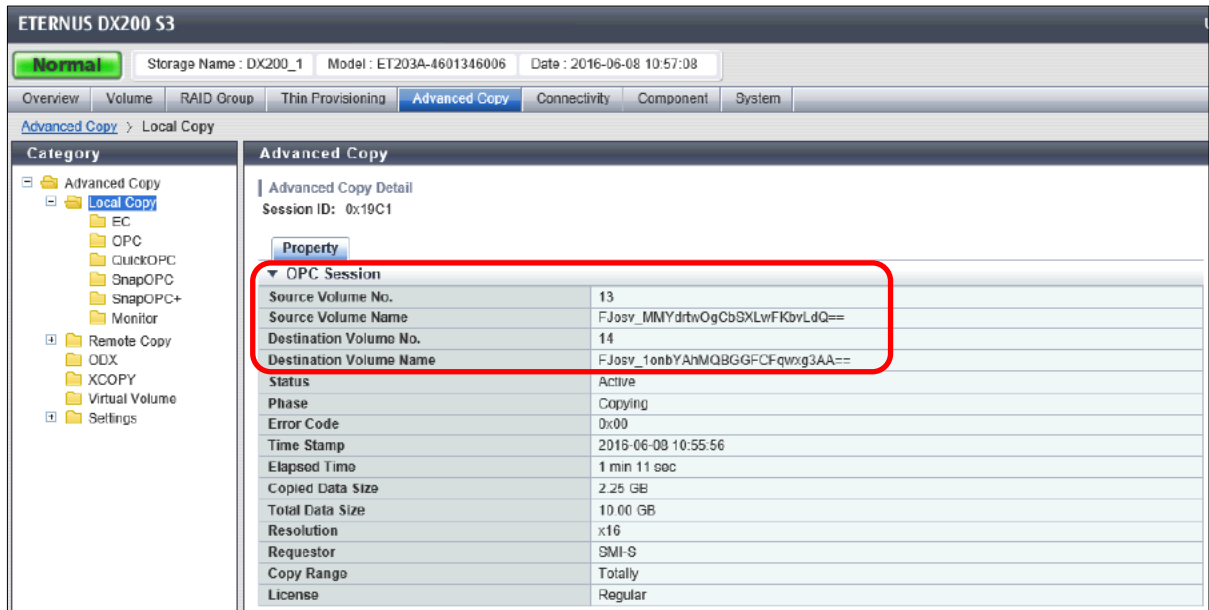 ETERNUS DX200 S3
Normal Storage Name : DX200_1 Model : ET203A-4601346006 Date : 2016-06-08 10:57:08
Overview Volume RAID Group Thin Provisioning Advanced Copy Connectivity Component System
Advanced Copy > Local Copy
Category
Advanced Copy
Local Copy
EC
OPC
QuickOPC
SnapOPC
SnapOPC+
Monitor
Remote Copy
ODX
XCOPY
Virtual Volume
Settings
Advanced Copy
Advanced Copy Detail
Session ID: 0x19C1
Property
OPC Session
Source Volume No. 13
Source Volume Name FJosv_MMYdrtwOgCbSXLwFKbvLdQ==
Destination Volume No. 14
Destination Volume Name FJosv_1onbYAhMQBGGFCFqwxg3AA==
Status Active
Phase Copying
Error Code 0x00
Time Stamp 2016-06-08 10:55:56
Elapsed Time 1 min 11 sec
Copied Data Size 2.25 GB
Total Data Size 10.00 GB
Resolution x16
Requestor SMI-S
Copy Range Totally
License Regular